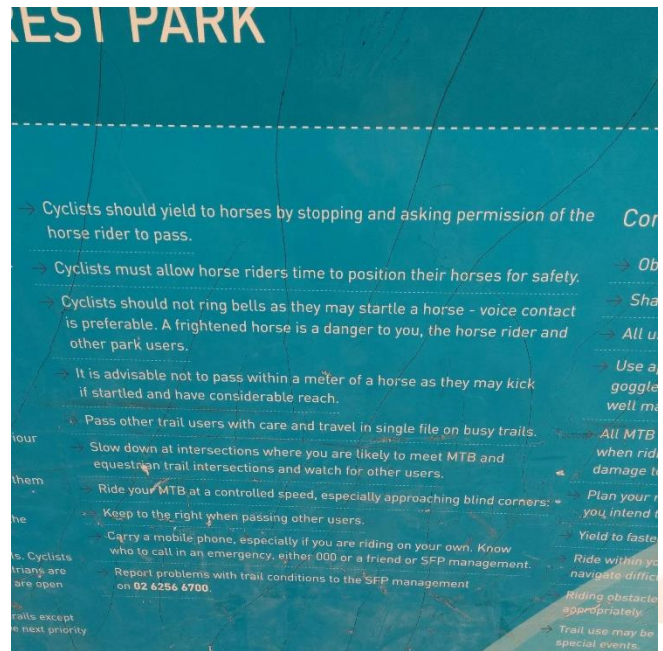 REST PARK
→ Cyclists should yield to horses by stopping and asking permission of the
horse rider to pass.
→ Cyclists must allow horse riders time to position their horses for safety.
→ Cyclists should not ring bells as they may startle a horse - voice contact
is preferable. A frightened horse is a danger to you, the horse rider and
other park users.
→ It is advisable not to pass within a meter of a horse as they may kick
if startled and have considerable reach.
→ Pass other trail users with care and travel in single file on busy trails.
→ Slow down at intersections where you are likely to meet MTB and
equestrian trail intersections and watch for other users.
→ Ride your MTB at a controlled speed, especially approaching blind corners.
→ Keep to the right when passing other users.
→ Carry a mobile phone, especially if you are riding on your own. Know
who to call in an emergency, either 000 or a friend or SFP management.
→ Report problems with trail conditions to the SFP management
on 02 6256 6700.
iour
them
he
ls. Cyclists
trians are
are open
rails except
e next priority
Cor
→ Ob
→ Sha
→ All u
→ Use a
goggle
well ma
→ All MTB
when ridi
damage to
→ Plan your r
you intend t
→ Yield to faste
→ Ride within yo
navigate diffic
→ Riding obstacle
appropriately.
→ Trail use may be
special events.